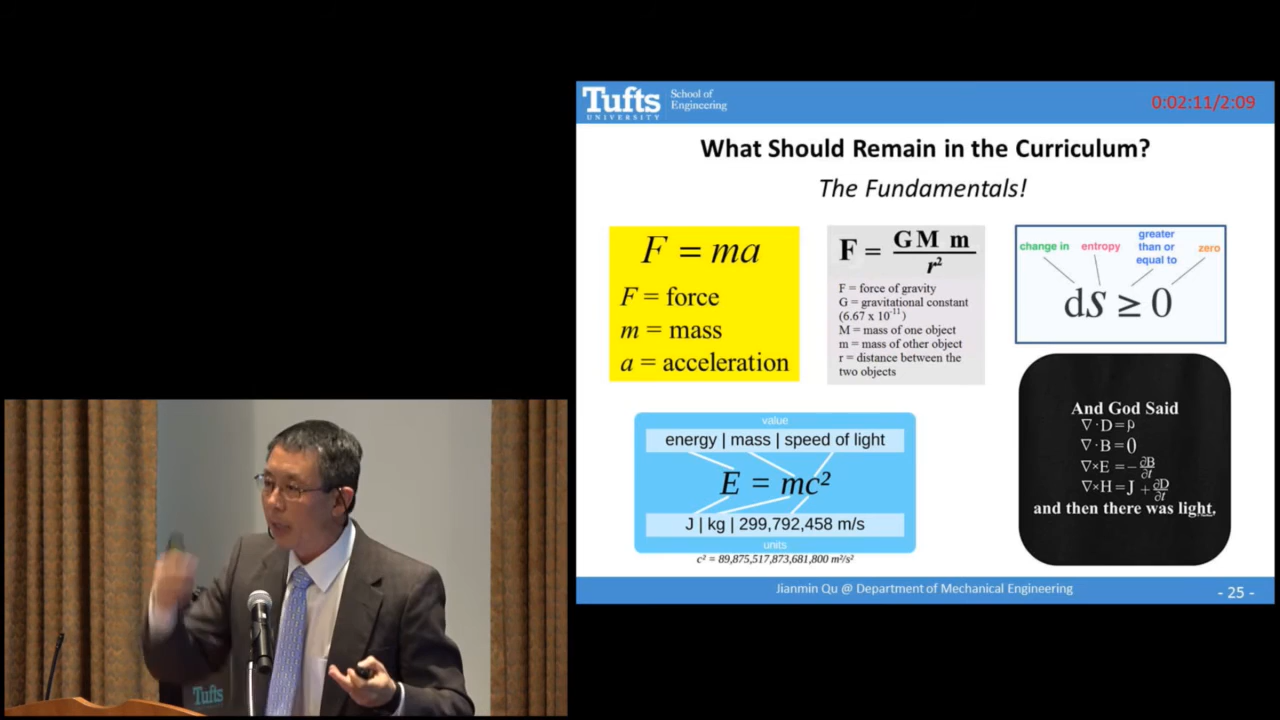 Tufts
UNIVERSITY
School of
Engineering
0:02:11/2:09
What Should Remain in the Curriculum?
The Fundamentals!
F = ma
F = force
m = mass
a = acceleration
F = GM m / r²
F = force of gravity
G = gravitational constant
(6.67 x 10⁻¹¹)
M = mass of one object
m = mass of other object
r = distance between the
two objects
change in entropy greater than or equal to zero
dS ≥ 0
value
energy | mass | speed of light
E = mc²
J | kg | 299,792,458 m/s
units
c² = 89,875,517,873,681,800 m²/s²
And God Said
∇·D=ρ
∇·B=0
∇×E=-∂B/∂t
∇×H=J+∂D/∂t
and then there was light.
Jianmin Qu @ Department of Mechanical Engineering
- 25 -
Tufts